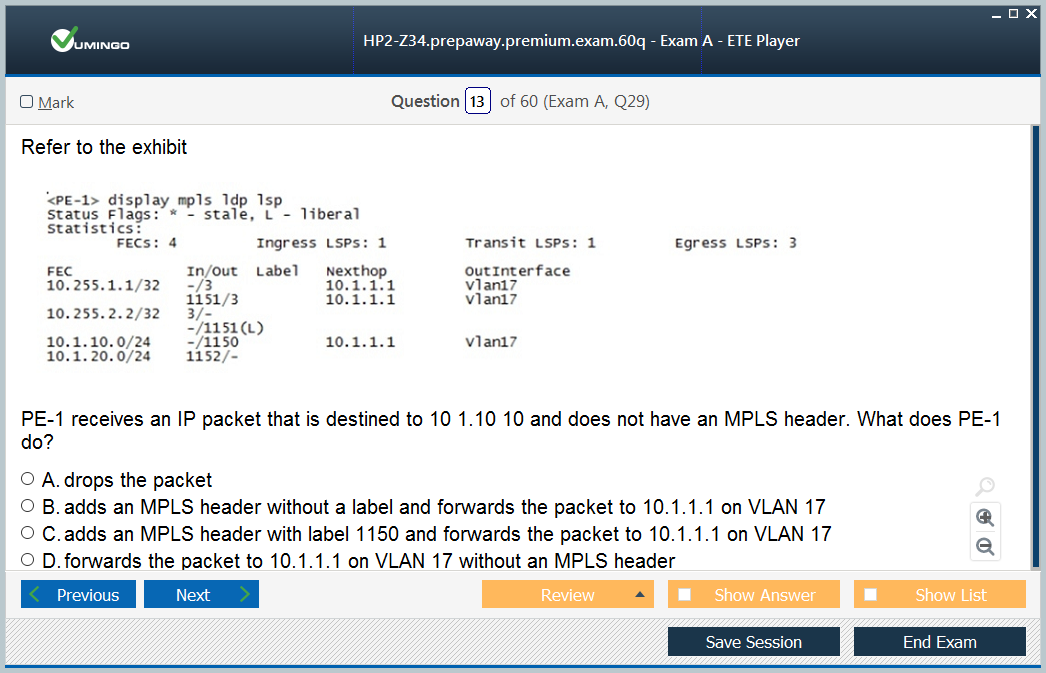 VUMINGO
HP2-Z34.prepaway.premium.exam.60q - Exam A - ETE Player
Mark
Question 13 of 60 (Exam A, Q29)
Refer to the exhibit
<PE-1> display mpls ldp lsp
Status Flags: * - stale, L - liberal
Statistics:
FECs: 4 Ingress LSPs: 1 Transit LSPs: 1 Egress LSPs: 3
FEC In/Out Label Nexthop OutInterface
10.255.1.1/32 -/3 10.1.1.1 Vlan17
1151/3 10.1.1.1 Vlan17
10.255.2.2/32 3/-
-/1151(L)
10.1.10.0/24 -/1150 10.1.1.1 vlan17
10.1.20.0/24 1152/-
PE-1 receives an IP packet that is destined to 10 1.10 10 and does not have an MPLS header. What does PE-1
do?
A. drops the packet
B. adds an MPLS header without a label and forwards the packet to 10.1.1.1 on VLAN 17
C. adds an MPLS header with label 1150 and forwards the packet to 10.1.1.1 on VLAN 17
D. forwards the packet to 10.1.1.1 on VLAN 17 without an MPLS header
Previous
Next
Review
Show Answer
Show List
Save Session
End Exam